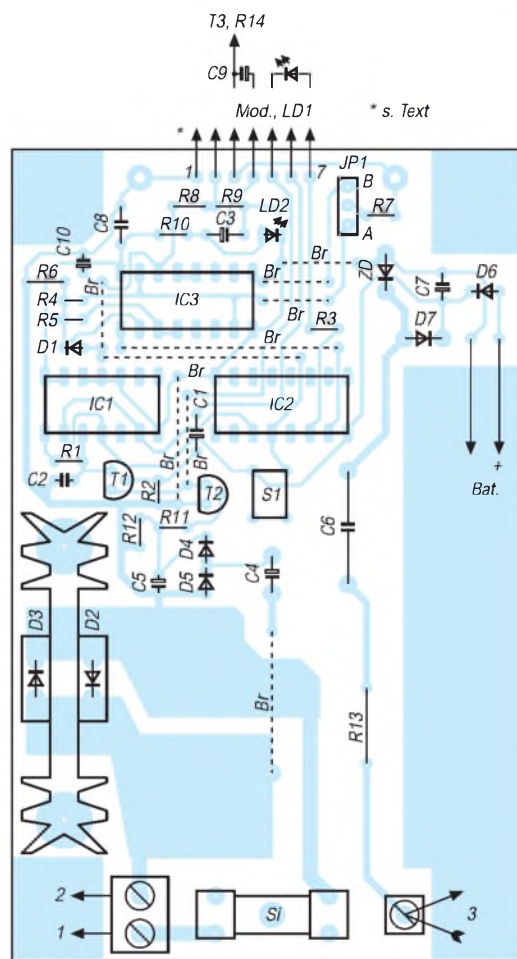 T3, R14
C9
Mod., LD1
* s. Text
*
1
7
JP1
B
A
R8
R9
R7
C8
R10
C3
LD2
C10
Br
ZD
C7
D6
R6
R4
R5
Br
IC3
Br
R3
D7
D1
Br
Br
IC1
C1
IC2
R1
C2
T1
R2
Br
Br
T2
S1
+
Bat.
R12
R11
D4
C6
C5
D5
C4
D3
D2
Br
R13
2
1
Si
3